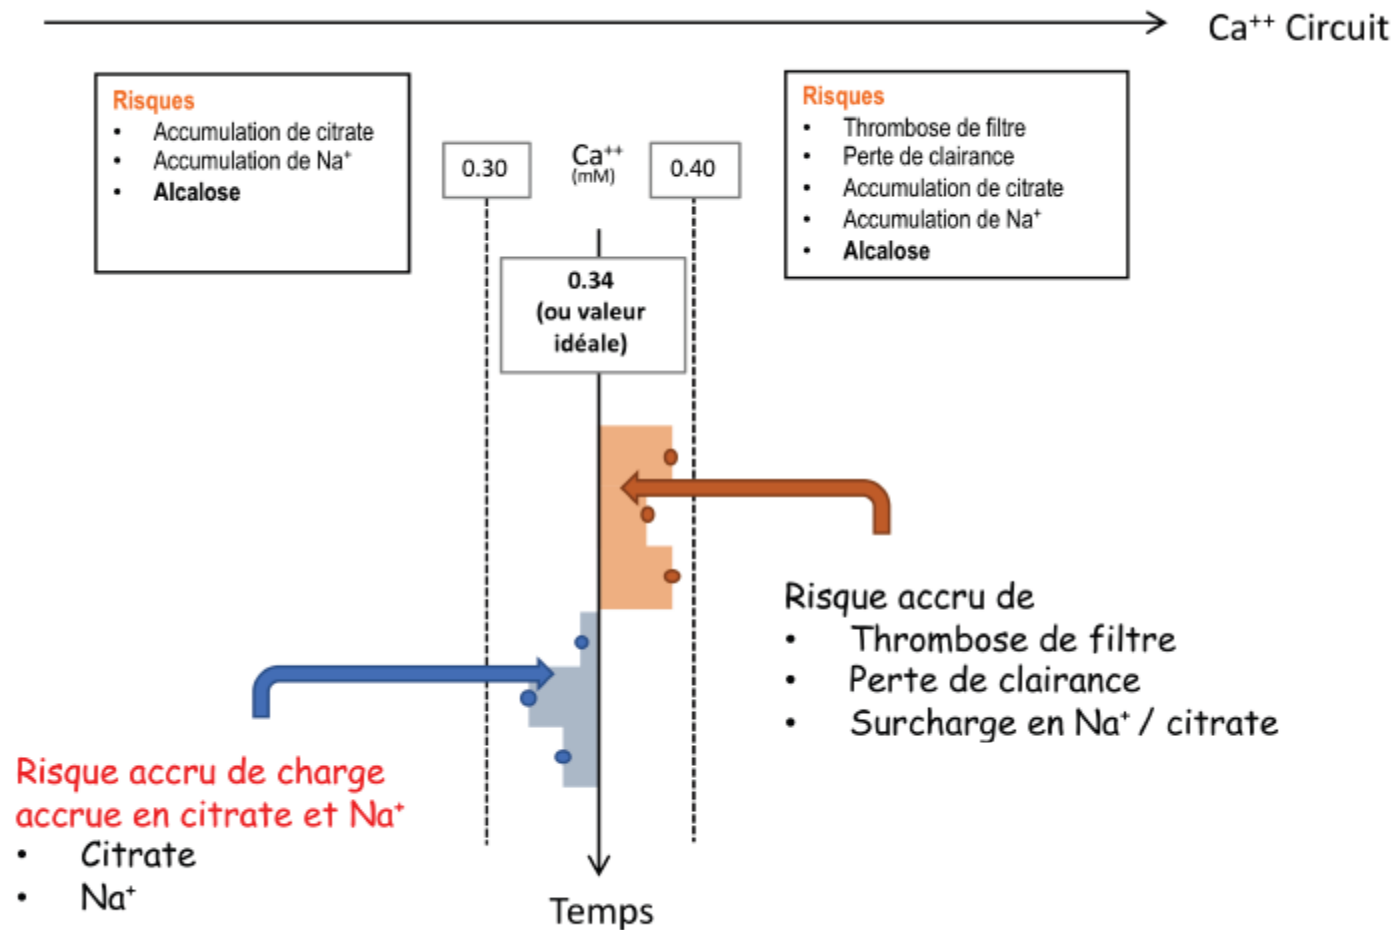 Ca⁺⁺ Circuit
Risques
• Accumulation de citrate
• Accumulation de Na⁺
• Alcalose
0.30
Ca⁺⁺
(mM)
0.40
Risques
• Thrombose de filtre
• Perte de clairance
• Accumulation de citrate
• Accumulation de Na⁺
• Alcalose
0.34
(ou valeur
idéale)
Risque accru de
• Thrombose de filtre
• Perte de clairance
• Surcharge en Na⁺ / citrate
Risque accru de charge
accrue en citrate et Na⁺
• Citrate
• Na⁺
Temps